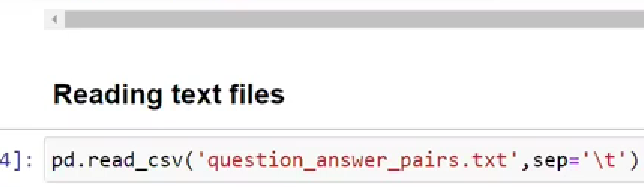 Reading text files
4]: pd.read_csv('question_answer_pairs.txt',sep='\t')